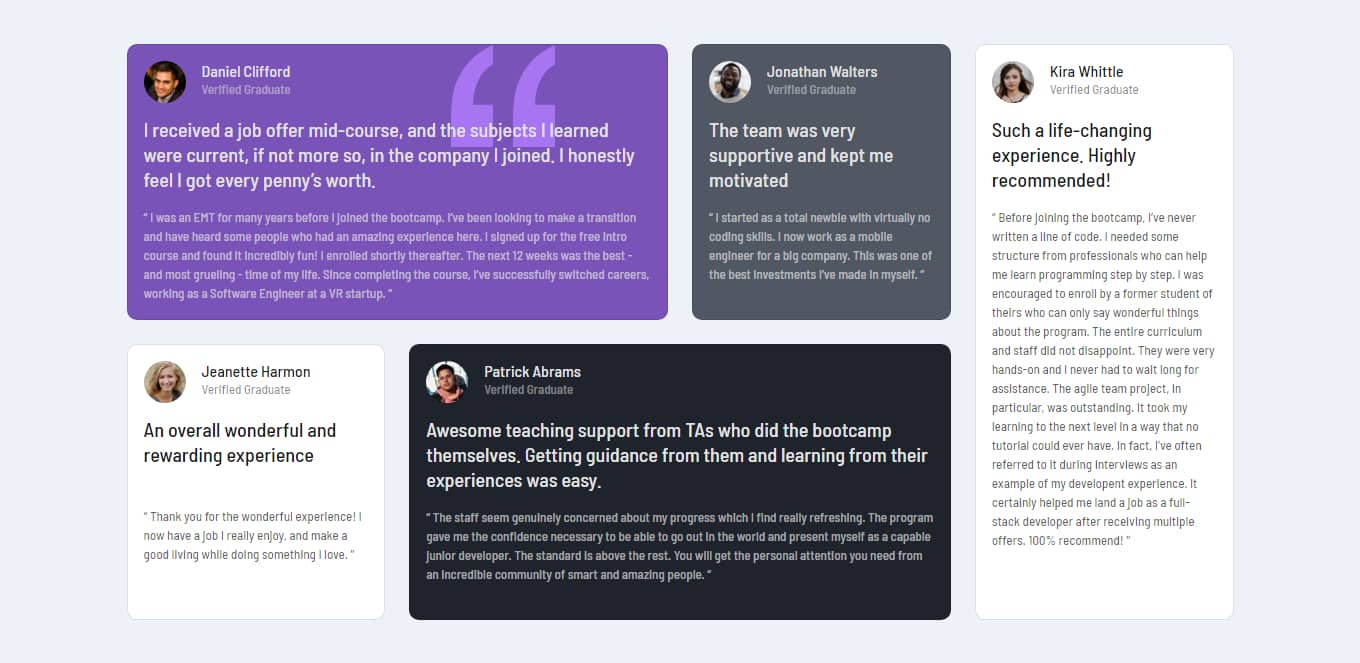 Daniel Clifford
Verified Graduate
I received a job offer mid-course, and the subjects I learned
were current, if not more so, in the company I joined. I honestly
feel I got every penny’s worth.
“ I was an EMT for many years before I joined the bootcamp. I’ve been looking to make a transition
and have heard some people who had an amazing experience here. I signed up for the free intro
course and found it incredibly fun! I enrolled shortly thereafter. The next 12 weeks was the best -
and most grueling - time of my life. Since completing the course, I’ve successfully switched careers,
working as a Software Engineer at a VR startup. ”
Jonathan Walters
Verified Graduate
The team was very
supportive and kept me
motivated
“ I started as a total newbie with virtually no
coding skills. I now work as a mobile
engineer for a big company. This was one of
the best investments I’ve made in myself. ”
Kira Whittle
Verified Graduate
Such a life-changing
experience. Highly
recommended!
“ Before joining the bootcamp, I’ve never
written a line of code. I needed some
structure from professionals who can help
me learn programming step by step. I was
encouraged to enroll by a former student of
theirs who can only say wonderful things
about the program. The entire curriculum
and staff did not disappoint. They were very
hands-on and I never had to wait long for
assistance. The agile team project, in
particular, was outstanding. It took my
learning to the next level in a way that no
tutorial could ever have. In fact, I’ve often
referred to it during interviews as an
example of my developent experience. It
certainly helped me land a job as a full-
stack developer after receiving multiple
offers. 100% recommend! ”
Jeanette Harmon
Verified Graduate
An overall wonderful and
rewarding experience
“ Thank you for the wonderful experience! I
now have a job I really enjoy, and make a
good living while doing something I love. ”
Patrick Abrams
Verified Graduate
Awesome teaching support from TAs who did the bootcamp
themselves. Getting guidance from them and learning from their
experiences was easy.
“ The staff seem genuinely concerned about my progress which I find really refreshing. The program
gave me the confidence necessary to be able to go out in the world and present myself as a capable
junior developer. The standard is above the rest. You will get the personal attention you need from
an incredible community of smart and amazing people. ”